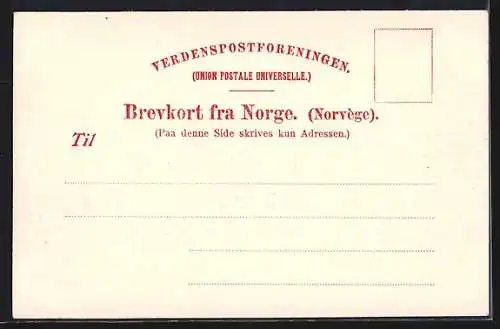 VERDENSPOSTFORENINGEN.
(UNION POSTALE UNIVERSELLE.)
Brevkort fra Norge. (Norvège).
(Paa denne Side skrives kun Adressen.)
Til